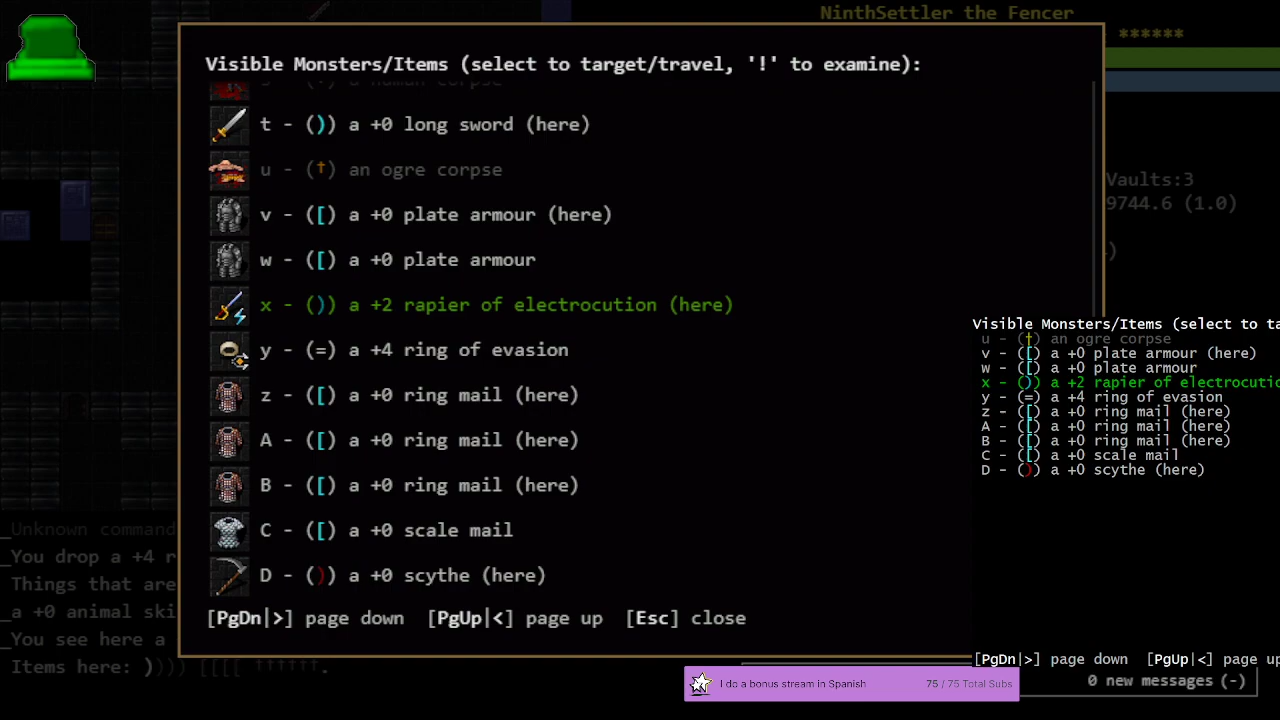 NinthSettler the Fencer
******
Visible Monsters/Items (select to target/travel, '!' to examine):
s - (†) a human corpse
t - ()) a +0 long sword (here)
u - (†) an ogre corpse
v - ([) a +0 plate armour (here)
w - ([) a +0 plate armour
x - ()) a +2 rapier of electrocution (here)
y - (=) a +4 ring of evasion
z - ([) a +0 ring mail (here)
A - ([) a +0 ring mail (here)
B - ([) a +0 ring mail (here)
C - ([) a +0 scale mail
D - ()) a +0 scythe (here)
[PgDn|>] page down [PgUp|<] page up [Esc] close
Vaults:3
9744.6 (1.0)
)
Visible Monsters/Items (select to ta
u - (†) an ogre corpse
v - ([) a +0 plate armour (here)
w - ([) a +0 plate armour
x - ()) a +2 rapier of electrocutio
y - (=) a +4 ring of evasion
z - ([) a +0 ring mail (here)
A - ([) a +0 ring mail (here)
B - ([) a +0 ring mail (here)
C - ([) a +0 scale mail
D - ()) a +0 scythe (here)
[PgDn|>] page down [PgUp|<] page up
_Unknown command
_You drop a +4 r
Things that are
_a +0 animal ski
_You see here a
Items here: )))) [[[[ ††††††.
I do a bonus stream in Spanish 75 / 75 Total Subs
0 new messages (-)